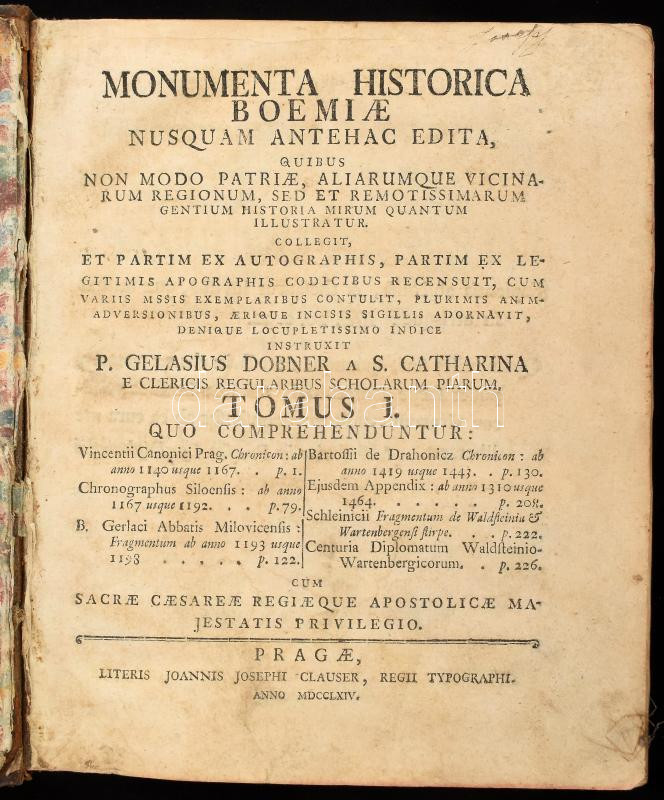 MONUMENTA HISTORICA
BOEMIÆ
NUSQUAM ANTEHAC EDITA,
QUIBUS
NON MODO PATRIÆ, ALIARUMQUE VICINA-
RUM REGIONUM, SED ET REMOTISSIMARUM
GENTIUM HISTORIA MIRUM QUANTUM
ILLUSTRATUR.
COLLEGIT,
ET PARTIM EX AUTOGRAPHIS, PARTIM EX LE-
GITIMIS APOGRAPHIS CODICIBUS RECENSUIT, CUM
VARIIS MSSIS EXEMPLARIBUS CONTULIT, PLURIMIS ANIM-
ADVERSIONIBUS, ÆRIQUE INCISIS SIGILLIS ADORNAVIT,
DENIQUE LOCUPLETISSIMO INDICE
INSTRUXIT
P. GELASIUS DOBNER A S. CATHARINA
E CLERICIS REGULARIBUS SCHOLARUM PIARUM,
TOMUS I.
QUO COMPREHENDUNTUR:
Vincentii Canonici Prag. Chronicon: ab
anno 1140 usque 1167. . p. 1.
Chronographus Siloensis: ab anno
1167 usque 1192. . . p. 79.
B. Gerlaci Abbatis Milovicensis:
Fragmentum ab anno 1193 usque
1198 . . . . . p. 122.
Bartossii de Drahonicz Chronicon: ab
anno 1419 usque 1443. . p. 130.
Ejusdem Appendix: ab anno 1310 usque
1464. . . . . . p. 208.
Schleinicii Fragmentum de Waldsteinia &
Wartenbergensi stirpe. . . p. 222.
Centuria Diplomatum Waldsteinio-
Wartenbergicorum. . p. 226.
CUM
SACRÆ CÆSAREÆ REGIÆQUE APOSTOLICÆ MA-
JESTATIS PRIVILEGIO.
PRAGÆ,
LITERIS JOANNIS JOSEPHI CLAUSER, REGII TYPOGRAPHI.
ANNO MDCCLXIV.
darabanth